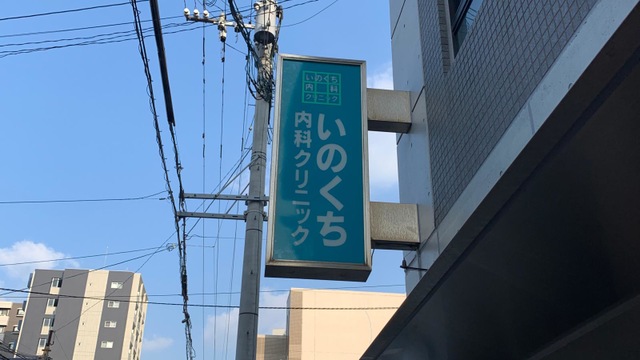 いのくち
内科
クリニック
いのくち
内科クリニック